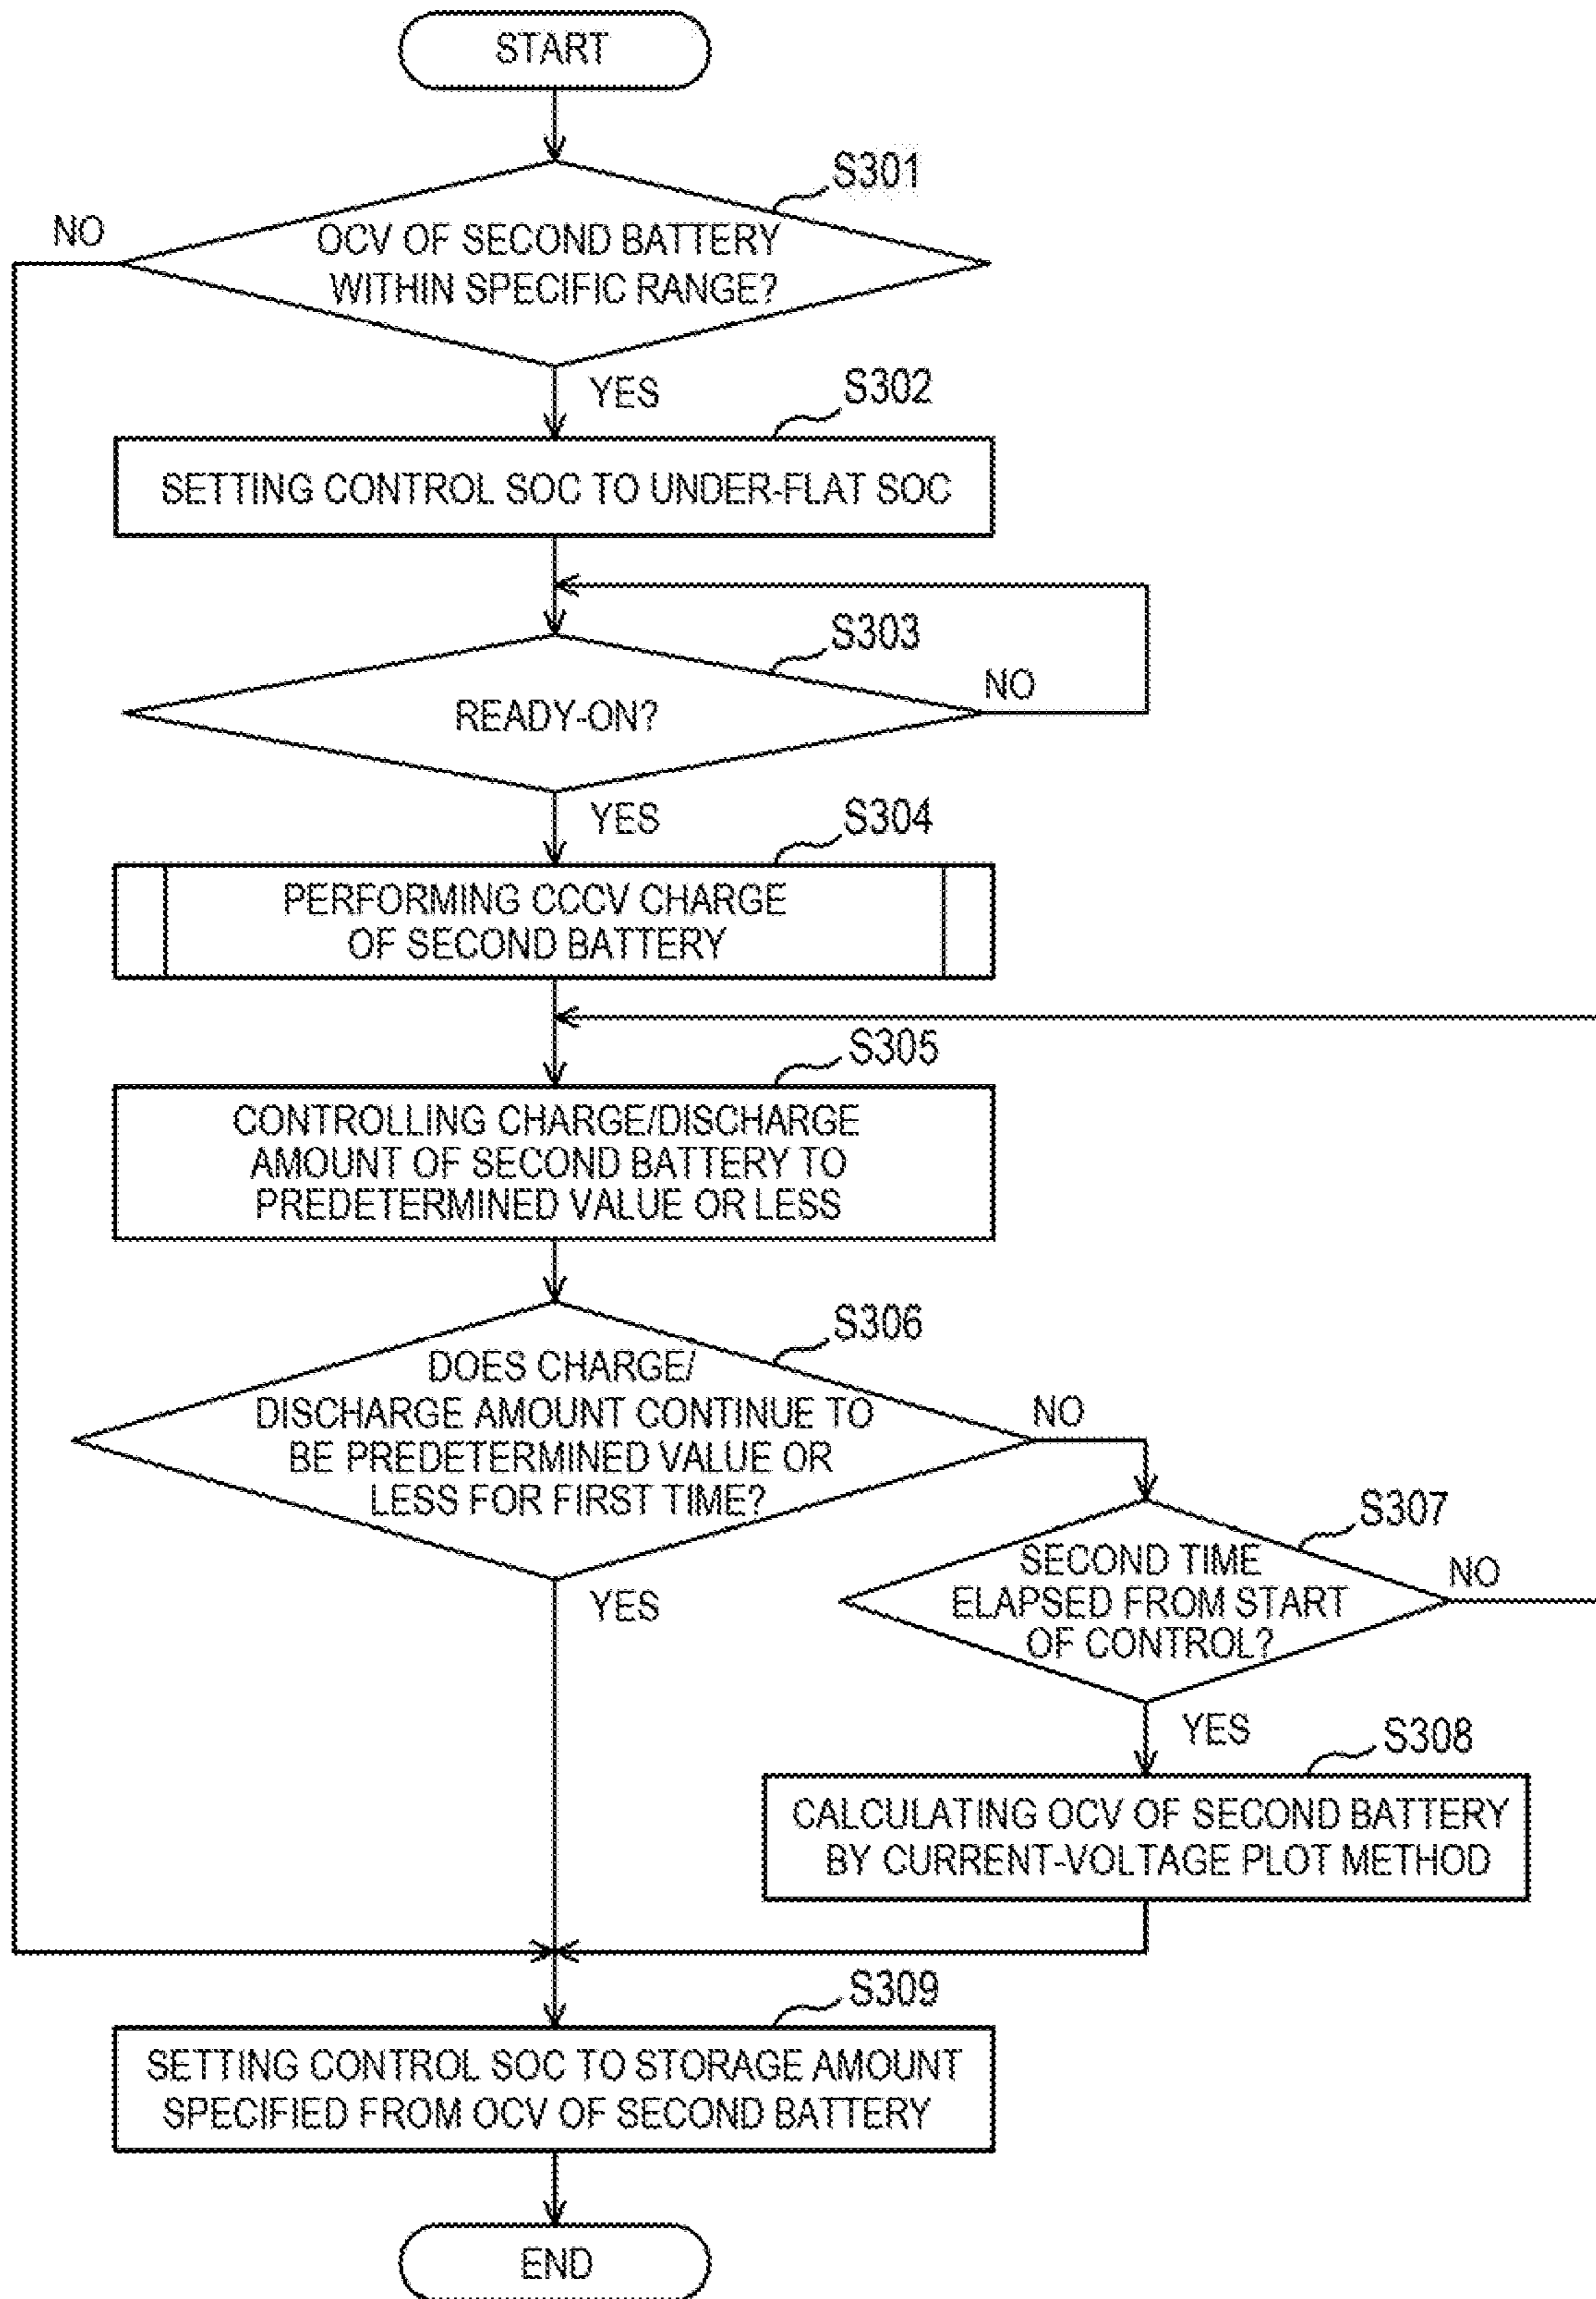 START
S301
NO
OCV OF SECOND BATTERY
WITHIN SPECIFIC RANGE?
YES
S302
SETTING CONTROL SOC TO UNDER-FLAT SOC
S303
READY-ON?
NO
YES
S304
PERFORMING CCCV CHARGE
OF SECOND BATTERY
S305
CONTROLLING CHARGE/DISCHARGE
AMOUNT OF SECOND BATTERY TO
PREDETERMINED VALUE OR LESS
S306
DOES CHARGE/
DISCHARGE AMOUNT CONTINUE TO
BE PREDETERMINED VALUE OR
LESS FOR FIRST TIME?
NO
YES
S307
SECOND TIME
ELAPSED FROM START
OF CONTROL?
NO
YES
S308
CALCULATING OCV OF SECOND BATTERY
BY CURRENT-VOLTAGE PLOT METHOD
S309
SETTING CONTROL SOC TO STORAGE AMOUNT
SPECIFIED FROM OCV OF SECOND BATTERY
END